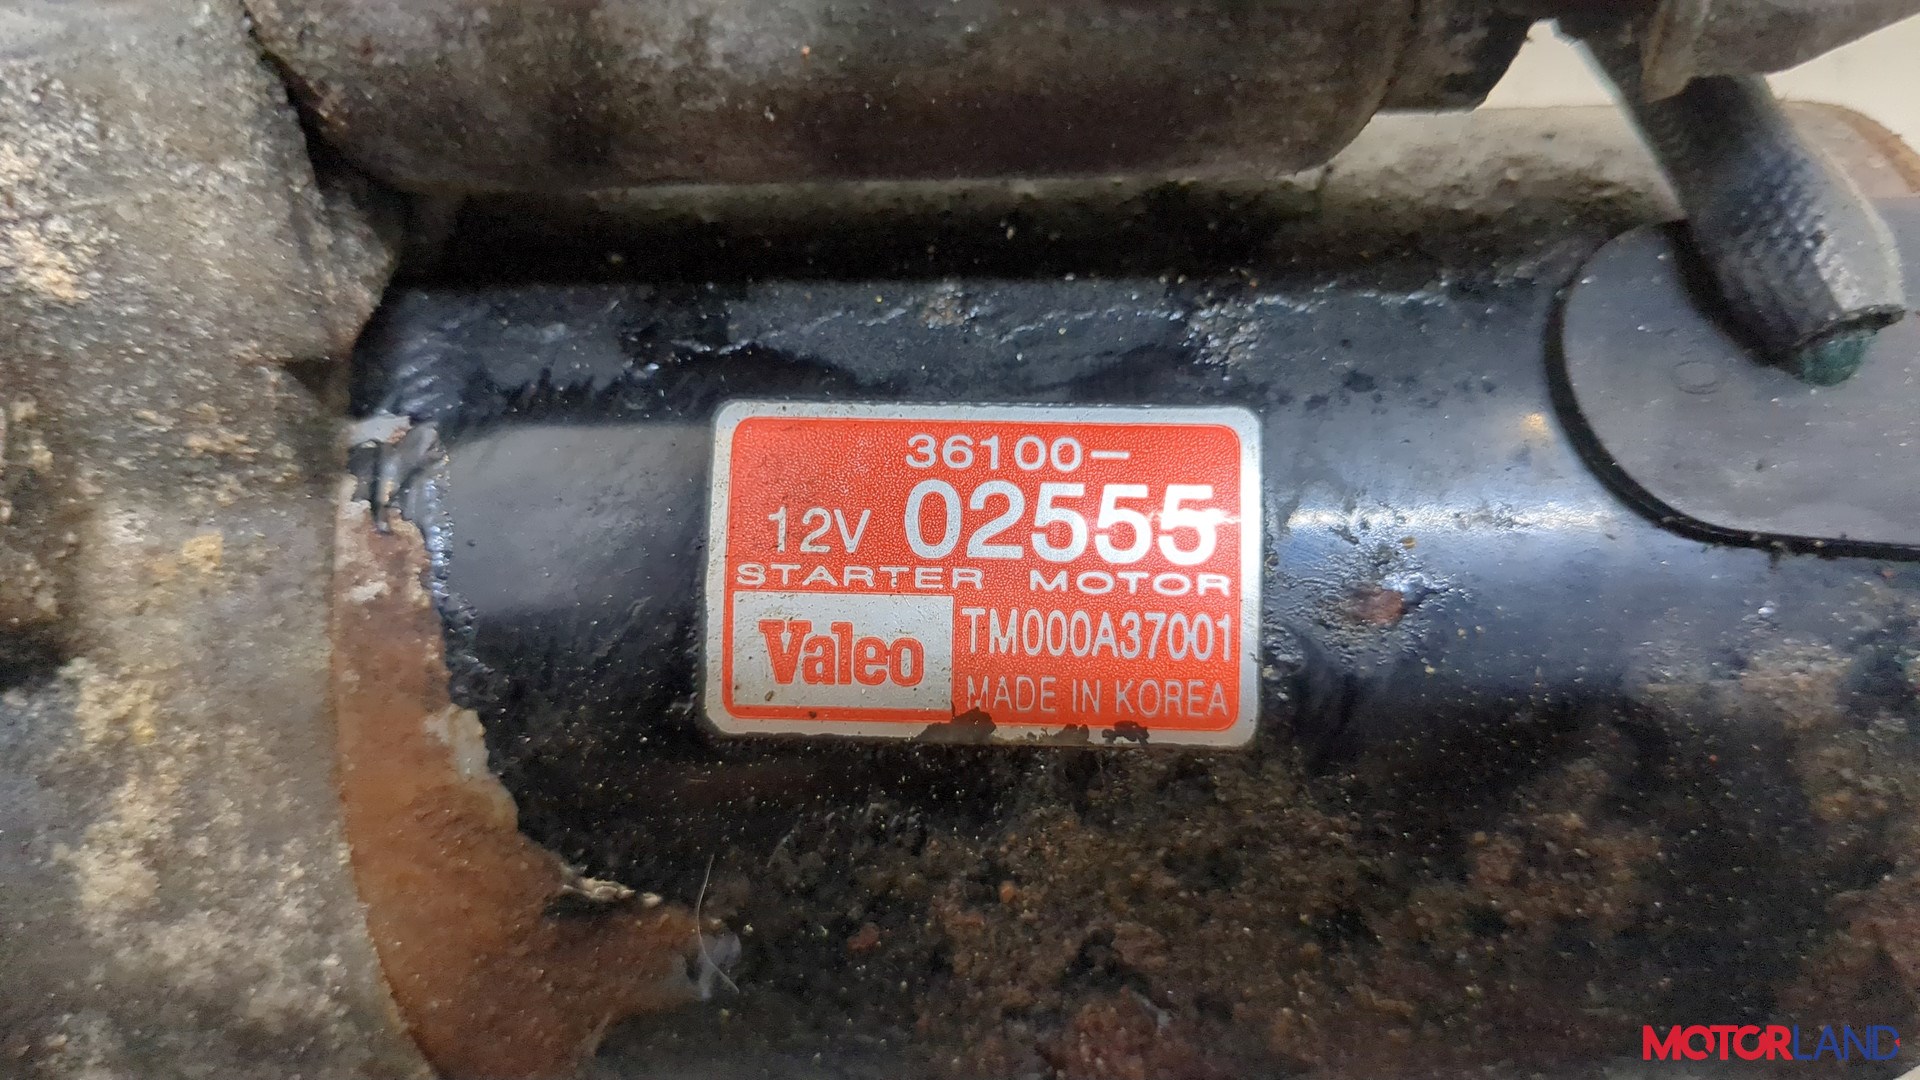 36100-
12V 02555
STARTER MOTOR
Valeo
TM000A37001
MADE IN KOREA
MOTORLAND